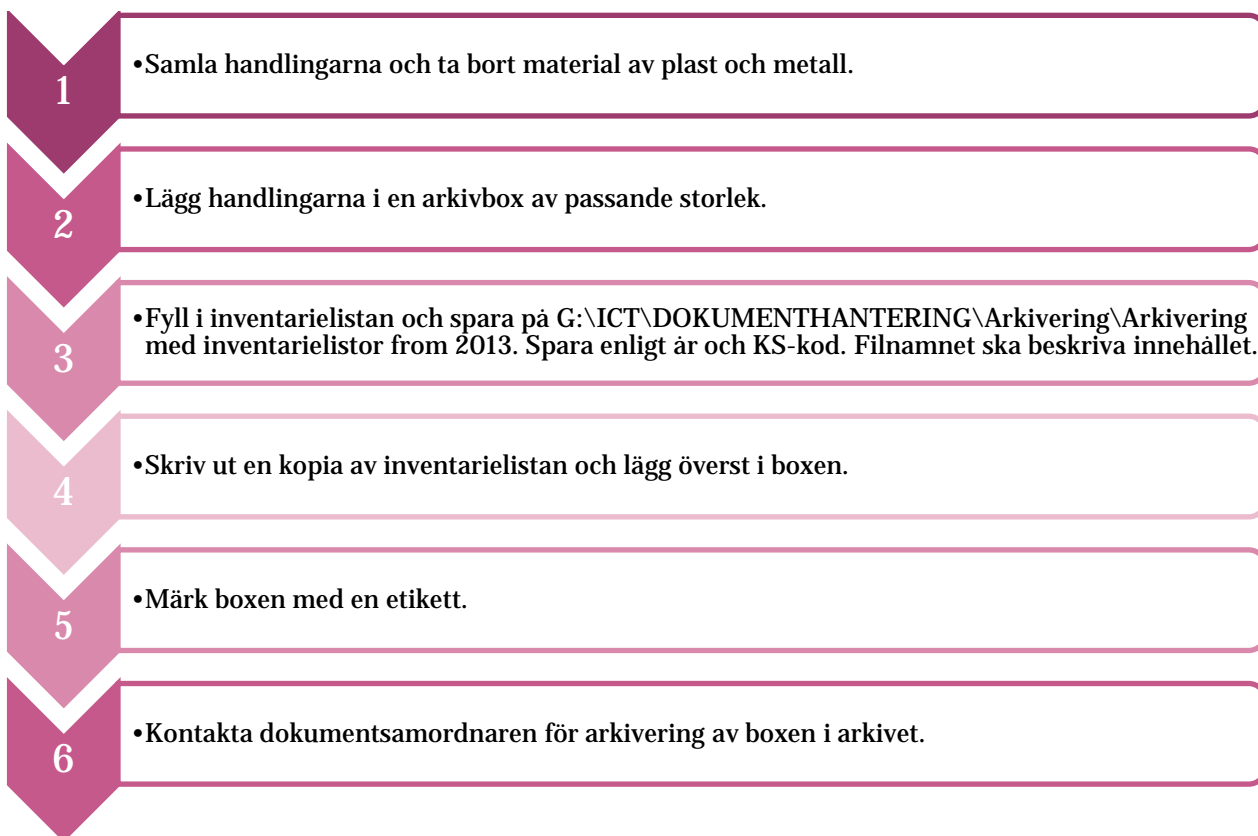 1
•Samla handlingarna och ta bort material av plast och metall.
2
•Lägg handlingarna i en arkivbox av passande storlek.
3
•Fyll i inventarielistan och spara på G:\ICT\DOKUMENTHANTERING\Arkivering\Arkivering
med inventarielistor from 2013. Spara enligt år och KS-kod. Filnamnet ska beskriva innehållet.
4
•Skriv ut en kopia av inventarielistan och lägg överst i boxen.
5
•Märk boxen med en etikett.
6
•Kontakta dokumentsamordnaren för arkivering av boxen i arkivet.